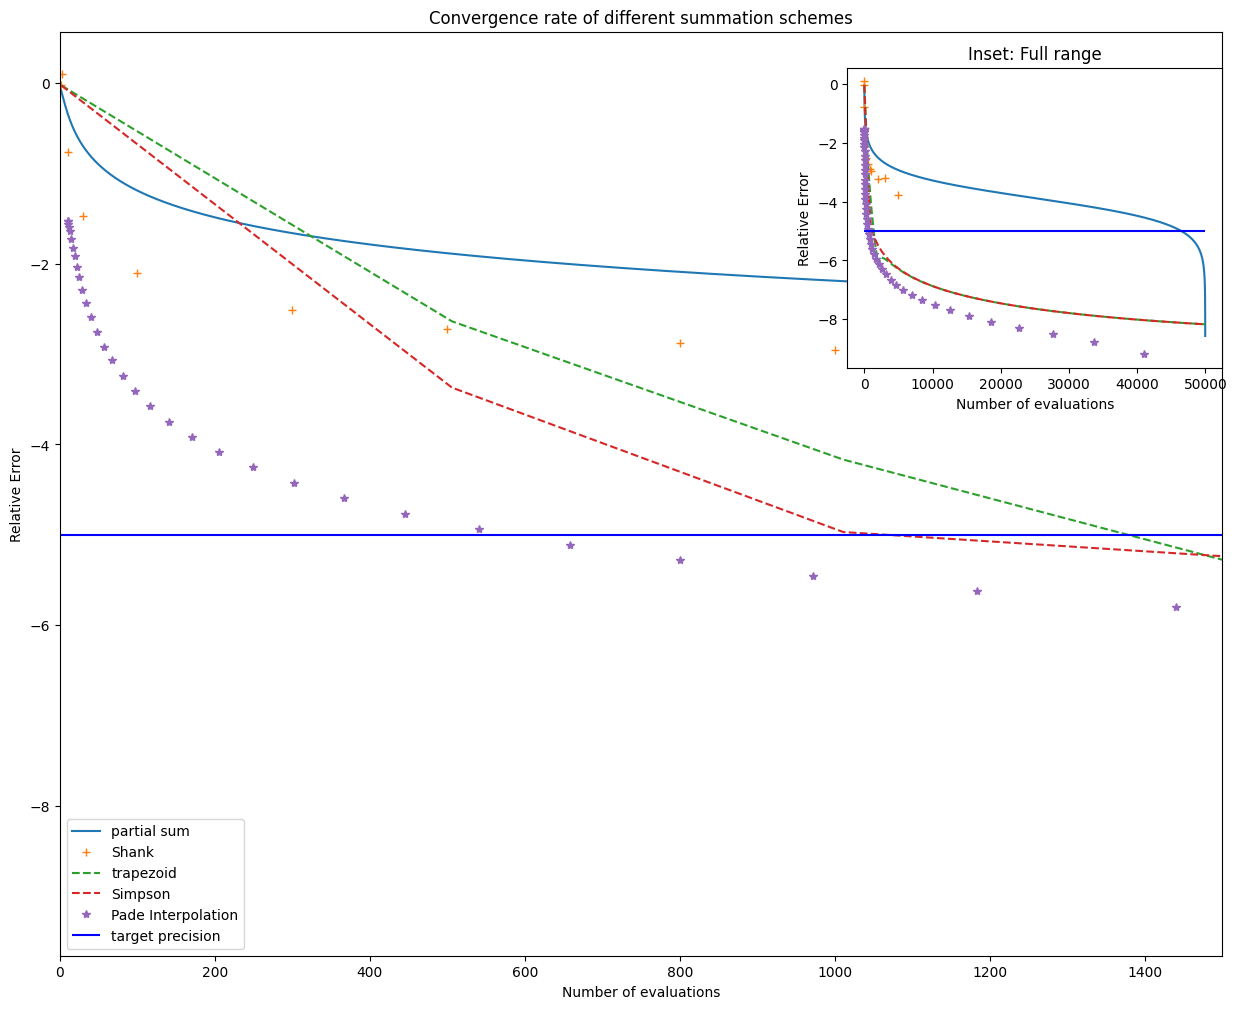 Convergence rate of different summation schemes
Inset: Full range
0
−2
−4
−6
−8
Relative Error
0
−2
−4
−6
−8
Relative Error
0 10000 20000 30000 40000 50000
Number of evaluations
partial sum
Shank
trapezoid
Simpson
Pade Interpolation
target precision
0 200 400 600 800 1000 1200 1400
Number of evaluations